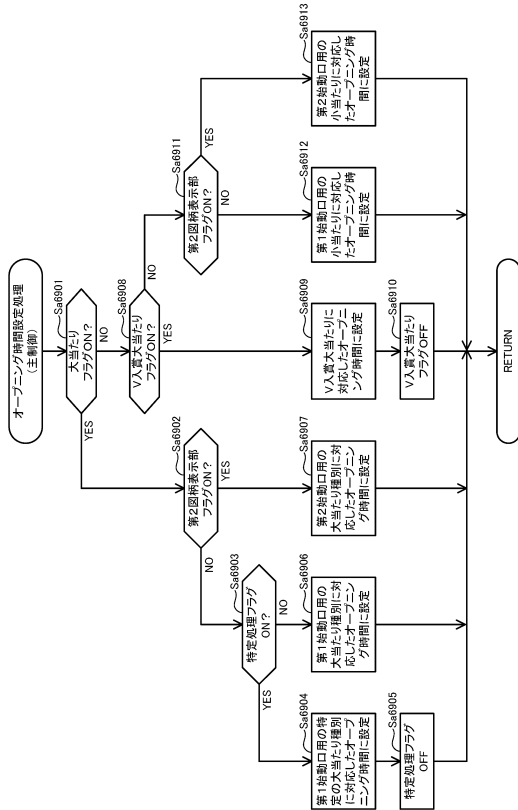 オープニング時間設定処理
(主制御)
Sa6901
大当たり
フラグON?
YES
NO
Sa6902
第2図柄表示部
フラグON?
NO
YES
Sa6903
特定処理フラグ
ON?
YES
NO
Sa6904
第1始動口用の特
定の大当たり種別
に対応したオープ
ニング時間に設定
Sa6905
特定処理フラグ
OFF
Sa6906
第1始動口用の
大当たり種別に対
応したオープニン
グ時間に設定
Sa6907
第2始動口用の
大当たり種別に対
応したオープニン
グ時間に設定
Sa6908
V入賞大当たり
フラグON?
NO
YES
Sa6909
V入賞大当たりに
対応したオープニ
ング時間に設定
Sa6910
V入賞大当たり
フラグOFF
Sa6911
第2図柄表示部
フラグON?
YES
NO
Sa6912
第1始動口用の
小当たりに対応し
たオープニング時
間に設定
Sa6913
第2始動口用の
小当たりに対応し
たオープニング時
間に設定
RETURN